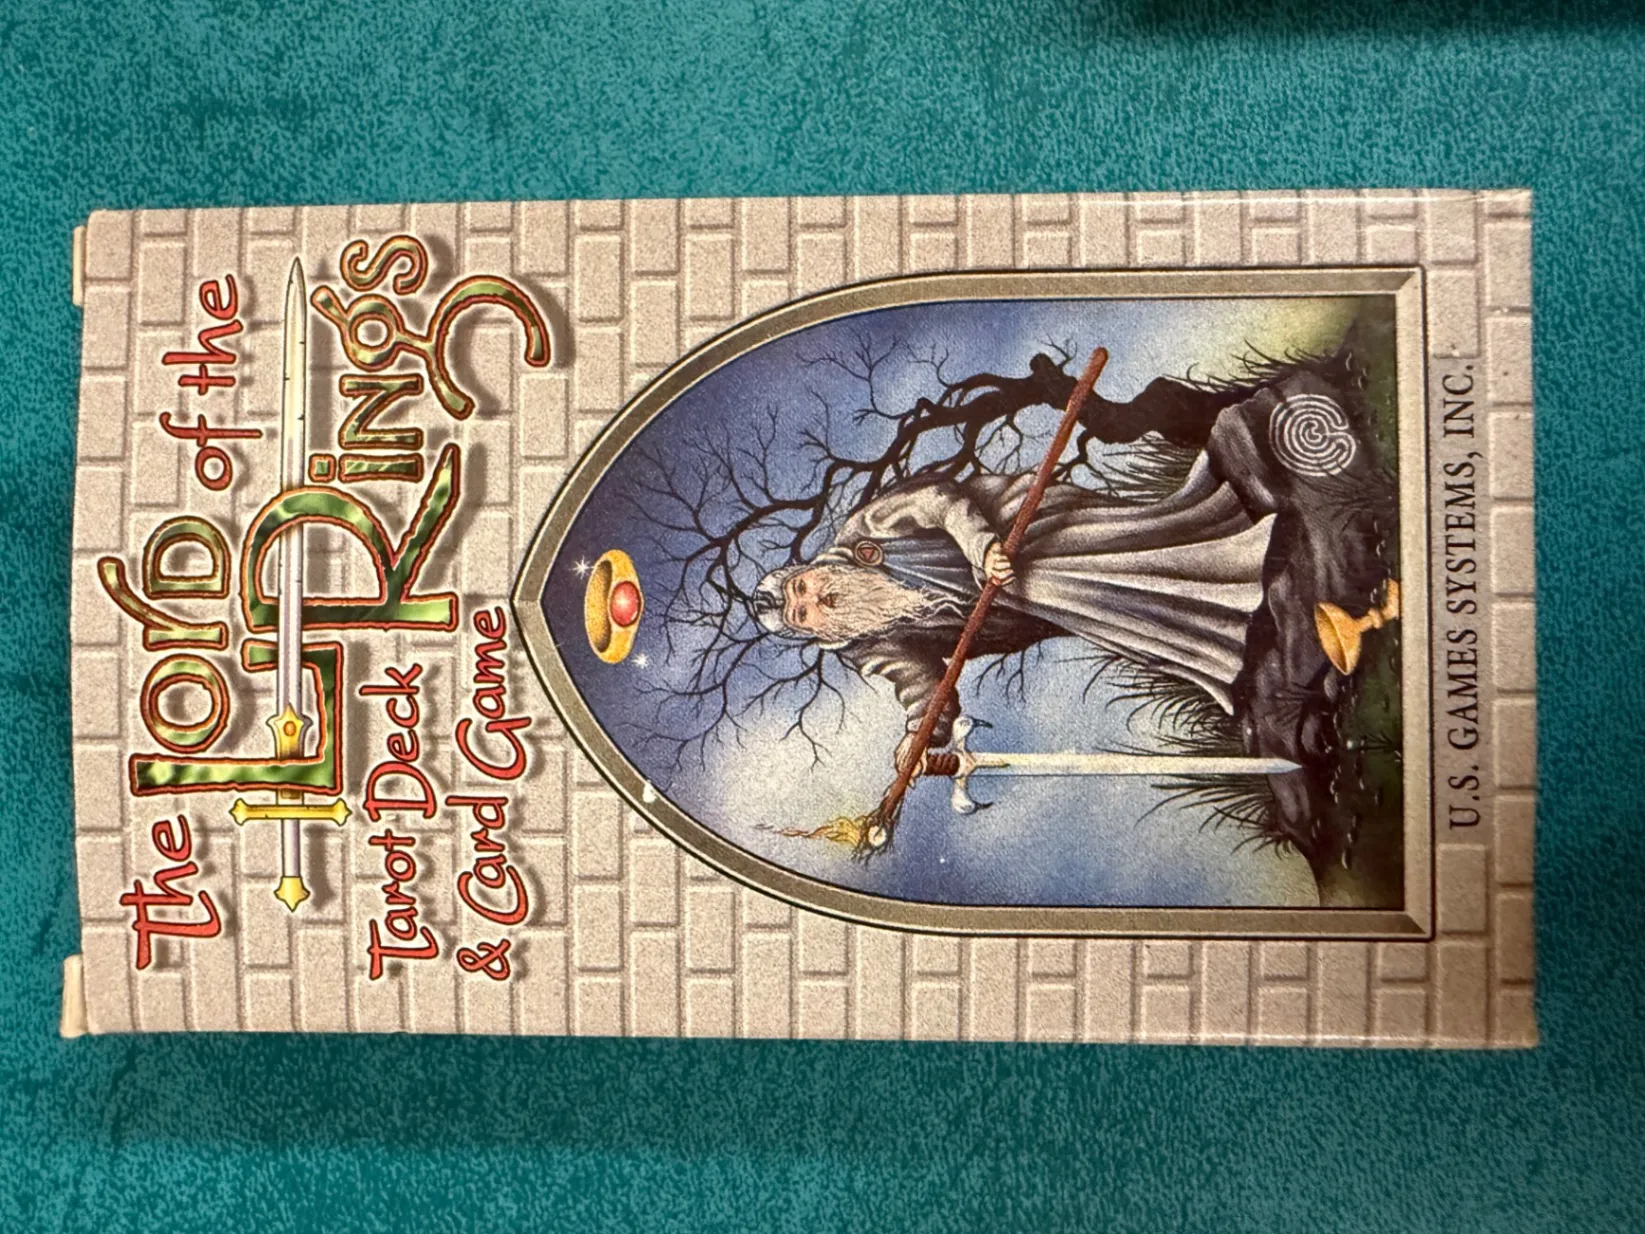 The Lord of the
Rings
Tarot Deck
& Card Game
U.S. GAMES SYSTEMS, INC.